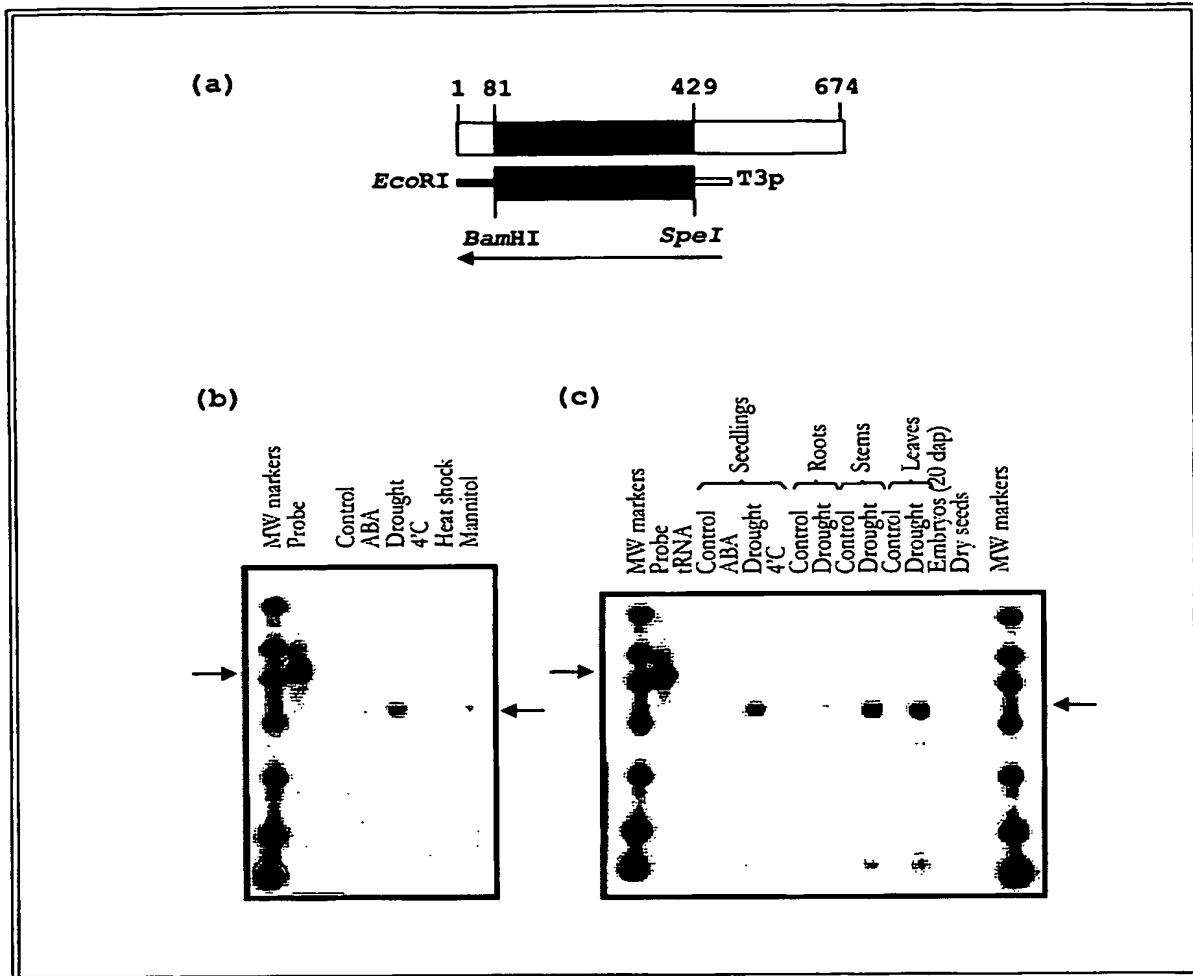 (a)
1 81 429 674
EcoRI T3p
BamHI SpeI
(b)
MW markers
Probe
Control
ABA
Drought
4'C
Heat shock
Mannitol
(c)
Seedlings
Roots
Stems
Leaves
MW markers
Probe
tRNA
Control
ABA
Drought
4'C
Control
Drought
Control
Drought
Control
Drought
Embryos (20 dap)
Dry seeds
MW markers